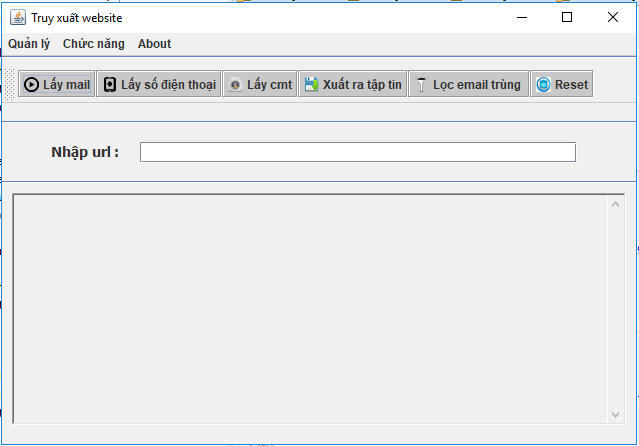 Truy xuất website
Quản lý Chức năng About
Lấy mail Lấy số điện thoại Lấy cmt Xuất ra tập tin Lọc email trùng Reset
Nhập url :